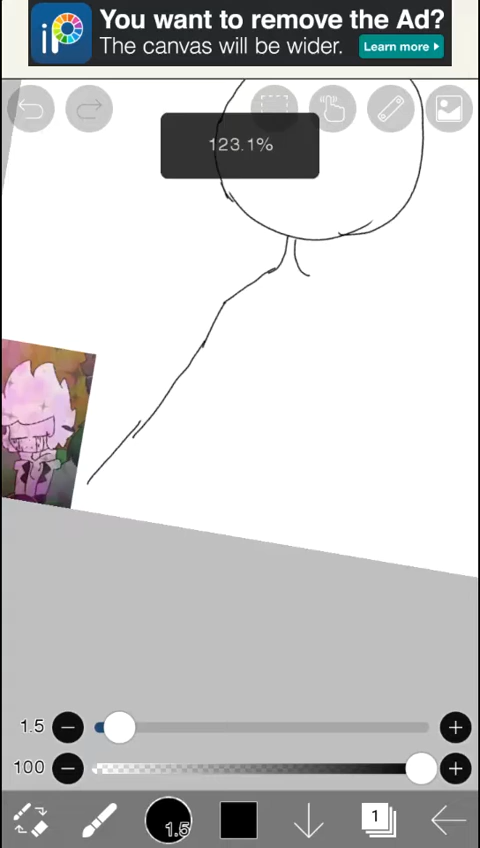 iP
You want to remove the Ad?
The canvas will be wider.
Learn more
123.1%
1.5
100
1.5
1